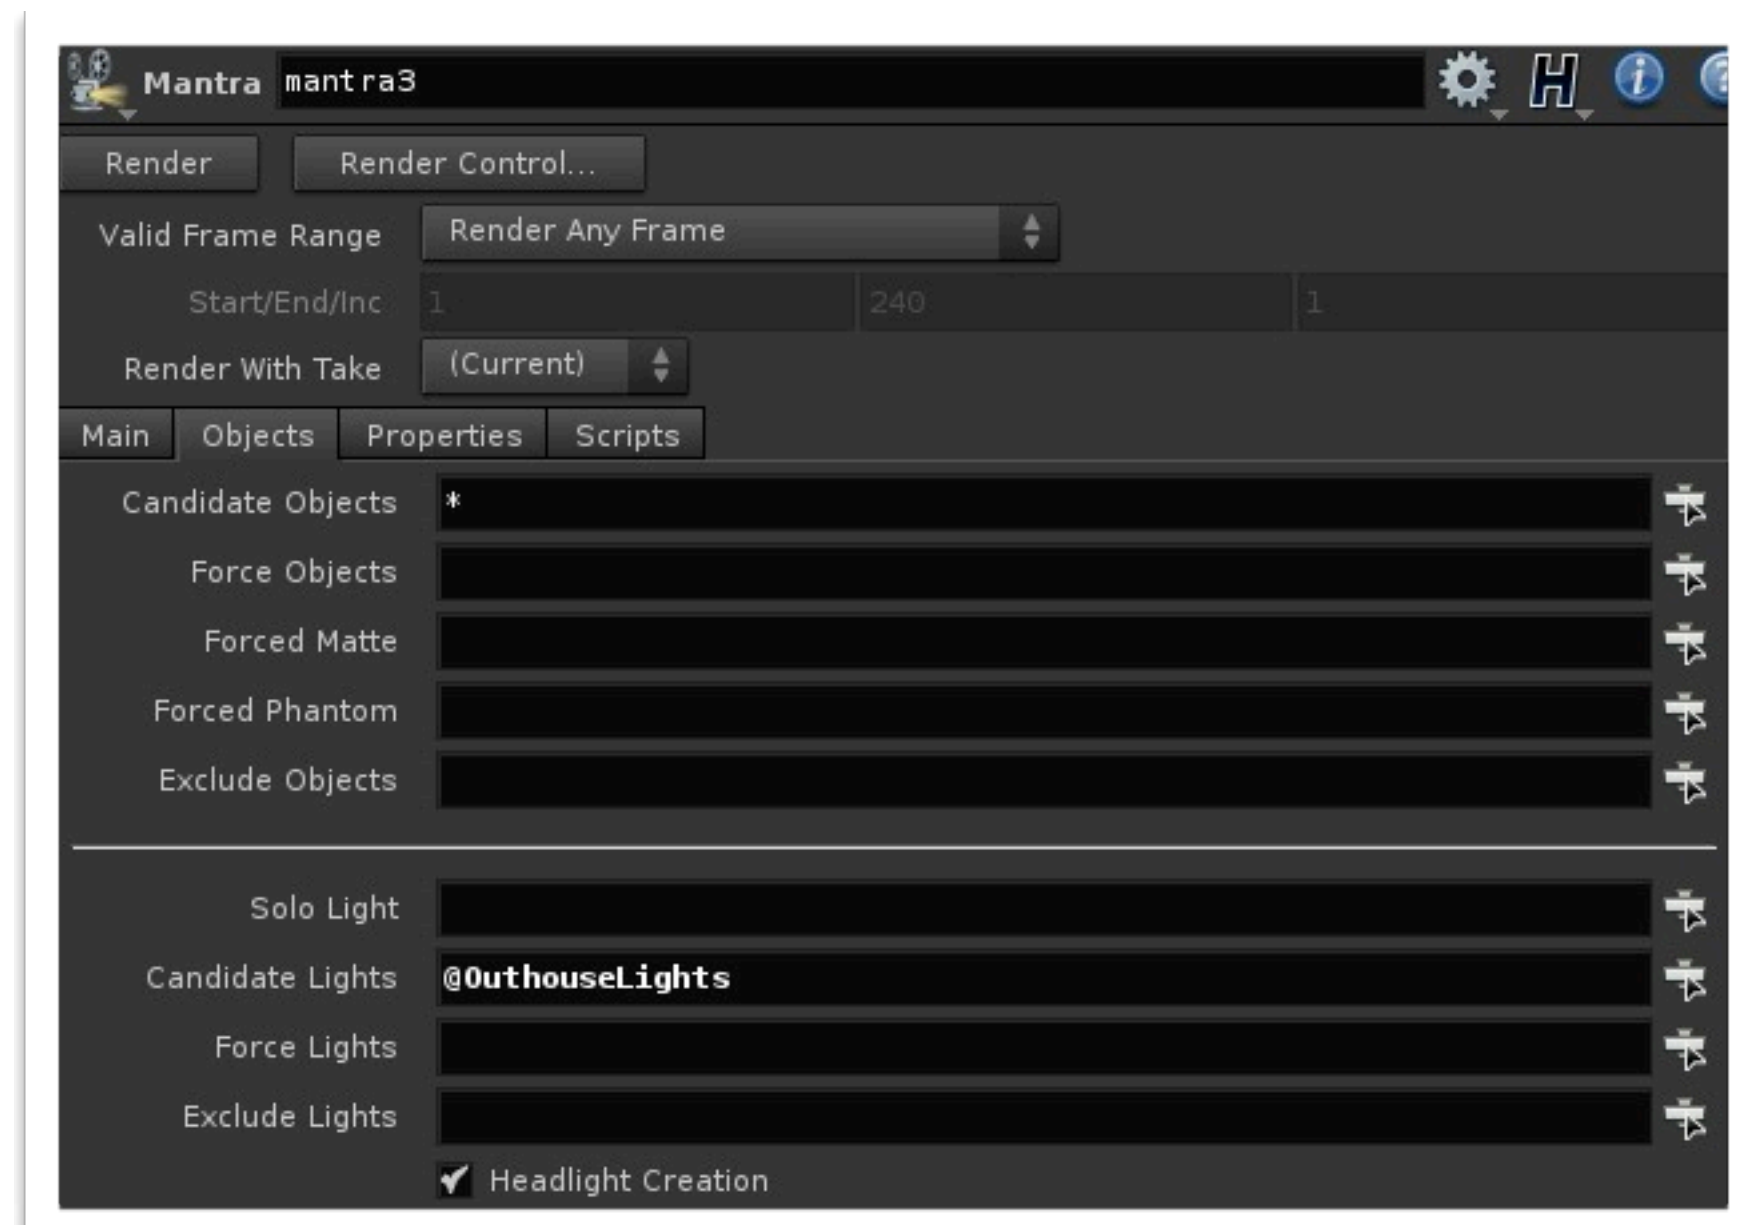 Mantra mantra3
Render Render Control...
Valid Frame Range Render Any Frame
Start/End/Inc 1 240 1
Render With Take (Current)
Main Objects Properties Scripts
Candidate Objects *
Force Objects
Forced Matte
Forced Phantom
Exclude Objects
Solo Light
Candidate Lights @OuthouseLights
Force Lights
Exclude Lights
Headlight Creation